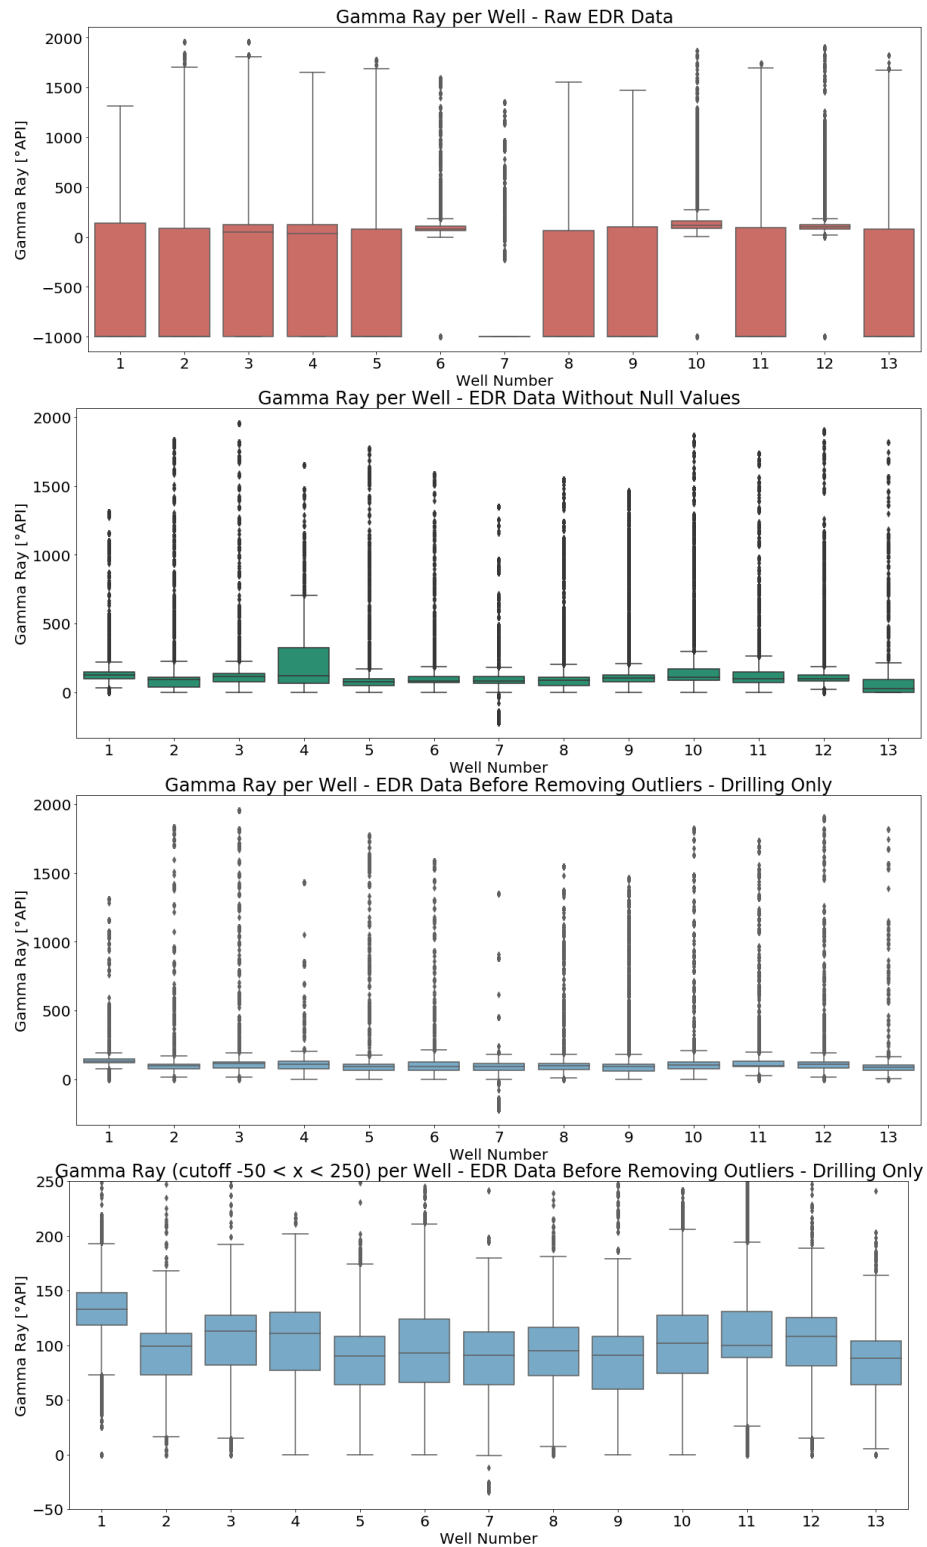 Gamma Ray per Well - Raw EDR Data
2000
1500
1000
500
0
−500
−1000
Gamma Ray [°API]
1 2 3 4 5 6 7 8 9 10 11 12 13
Well Number
Gamma Ray per Well - EDR Data Without Null Values
2000
1500
1000
500
0
Gamma Ray [°API]
1 2 3 4 5 6 7 8 9 10 11 12 13
Well Number
Gamma Ray per Well - EDR Data Before Removing Outliers - Drilling Only
2000
1500
1000
500
0
Gamma Ray [°API]
1 2 3 4 5 6 7 8 9 10 11 12 13
Well Number
Gamma Ray (cutoff -50 < x < 250) per Well - EDR Data Before Removing Outliers - Drilling Only
250
200
150
100
50
0
−50
Gamma Ray [°API]
1 2 3 4 5 6 7 8 9 10 11 12 13
Well Number